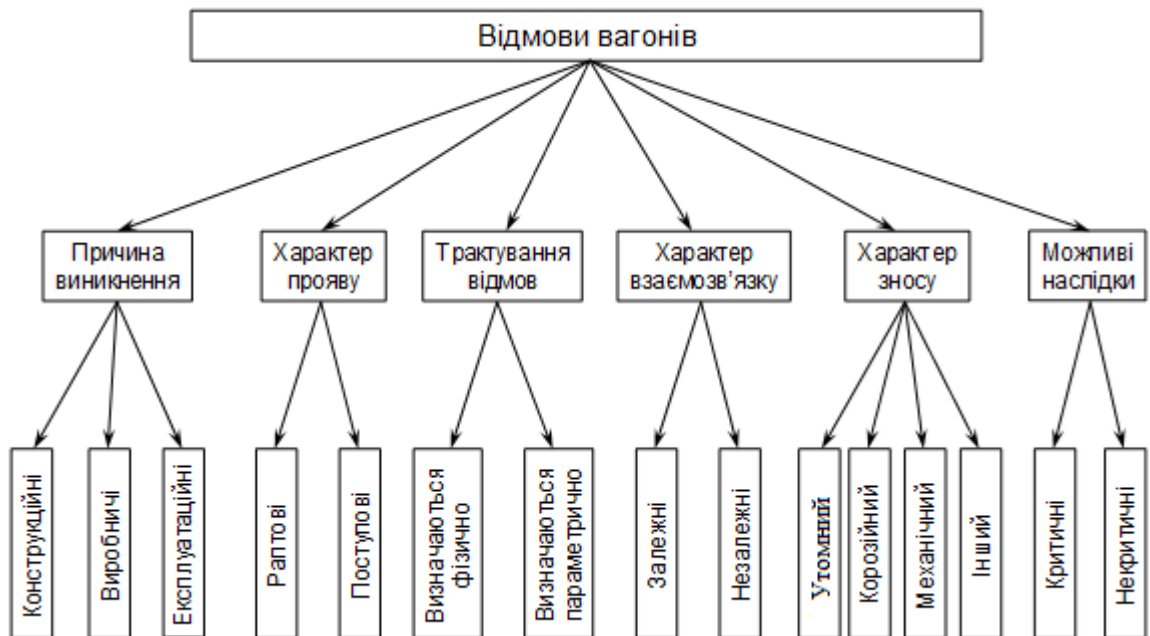 Відмови вагонів
Причина
виникнення
Характер
прояву
Трактування
відмов
Характер
взаємозв'язку
Характер
зносу
Можливі
наслідки
Конструкційні
Виробничі
Експлуатаційні
Раптові
Поступові
Визначаються
фізично
Визначаються
параметрично
Залежні
Незалежні
Утомний
Корозійний
Механічний
Інший
Критичні
Некритичні